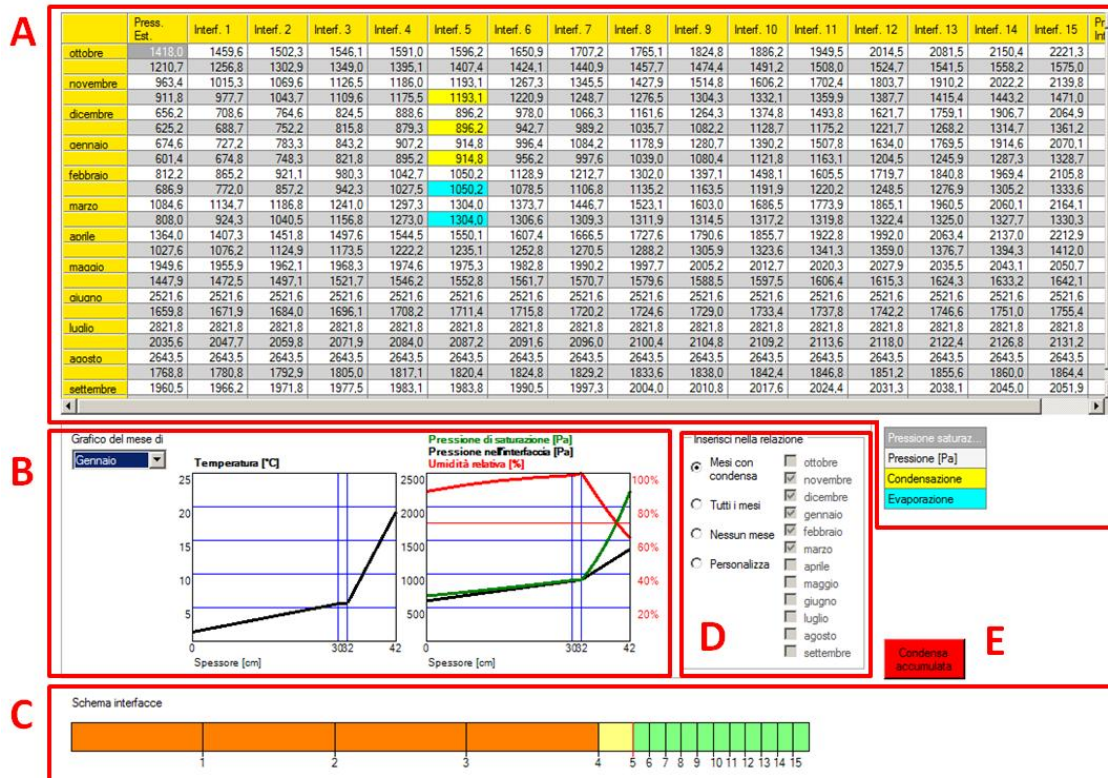 A
Press. Est. Interf. 1 Interf. 2 Interf. 3 Interf. 4 Interf. 5 Interf. 6 Interf. 7 Interf. 8 Interf. 9 Interf. 10 Interf. 11 Interf. 12 Interf. 13 Interf. 14 Interf. 15
ottobre 1418,0 1459,6 1502,3 1546,1 1591,0 1596,2 1650,9 1707,2 1765,1 1824,8 1886,2 1949,5 2014,5 2081,5 2150,4 2221,3
1210,7 1256,8 1302,9 1349,0 1395,1 1407,4 1424,1 1440,9 1457,7 1474,4 1491,2 1508,0 1524,7 1541,5 1558,2 1575,0
novembre 963,4 1015,3 1069,6 1126,5 1186,0 1193,1 1267,3 1345,5 1427,9 1514,8 1606,2 1702,4 1803,7 1910,2 2022,2 2139,8
911,8 977,7 1043,7 1109,6 1175,5 1193,1 1220,9 1248,7 1276,5 1304,3 1332,1 1359,9 1387,7 1415,4 1443,2 1471,0
dicembre 656,2 708,6 764,6 824,5 888,6 896,2 978,0 1066,3 1161,6 1264,3 1374,8 1493,8 1621,7 1759,1 1906,7 2064,9
625,2 688,7 752,2 815,8 879,3 896,2 942,7 989,2 1035,7 1082,2 1128,7 1175,2 1221,7 1268,2 1314,7 1361,2
gennaio 674,6 727,2 783,3 843,2 907,2 914,8 996,4 1084,2 1178,9 1280,7 1390,2 1507,8 1634,0 1769,5 1914,6 2070,1
601,4 674,8 748,3 821,8 895,2 914,8 956,2 997,6 1039,0 1080,4 1121,8 1163,1 1204,5 1245,9 1287,3 1328,7
febbraio 812,2 865,2 921,1 980,3 1042,7 1050,2 1128,9 1212,7 1302,0 1397,1 1498,1 1605,5 1719,7 1840,8 1969,4 2105,8
686,9 772,0 857,2 942,3 1027,5 1050,2 1078,5 1106,8 1135,2 1163,5 1191,9 1220,2 1248,5 1276,9 1305,2 1333,6
marzo 1084,6 1134,7 1186,8 1241,0 1297,3 1304,0 1373,7 1446,7 1523,1 1603,0 1686,5 1773,9 1865,1 1960,5 2060,1 2164,1
808,0 924,3 1040,5 1156,8 1273,0 1304,0 1306,6 1309,3 1311,9 1314,5 1317,2 1319,8 1322,4 1325,0 1327,7 1330,3
aprile 1364,0 1407,3 1451,8 1497,6 1544,5 1550,1 1607,4 1666,5 1727,6 1790,6 1855,7 1922,8 1992,0 2063,4 2137,0 2212,9
1027,6 1076,2 1124,9 1173,5 1222,2 1235,1 1252,8 1270,5 1288,2 1305,9 1323,6 1341,3 1359,0 1376,7 1394,3 1412,0
maggio 1949,6 1955,9 1962,1 1968,3 1974,6 1975,3 1982,8 1990,2 1997,7 2005,2 2012,7 2020,3 2027,9 2035,5 2043,1 2050,7
1447,9 1472,5 1497,1 1521,7 1546,2 1552,8 1561,7 1570,7 1579,6 1588,5 1597,5 1606,4 1615,3 1624,3 1633,2 1642,1
giugno 2521,6 2521,6 2521,6 2521,6 2521,6 2521,6 2521,6 2521,6 2521,6 2521,6 2521,6 2521,6 2521,6 2521,6 2521,6 2521,6
1659,8 1671,9 1684,0 1696,1 1708,2 1711,4 1715,8 1720,2 1724,6 1729,0 1733,4 1737,8 1742,2 1746,6 1751,0 1755,4
luglio 2821,8 2821,8 2821,8 2821,8 2821,8 2821,8 2821,8 2821,8 2821,8 2821,8 2821,8 2821,8 2821,8 2821,8 2821,8 2821,8
2035,6 2047,7 2059,8 2071,9 2084,0 2087,2 2091,6 2096,0 2100,4 2104,8 2109,2 2113,6 2118,0 2122,4 2126,8 2131,2
agosto 2643,5 2643,5 2643,5 2643,5 2643,5 2643,5 2643,5 2643,5 2643,5 2643,5 2643,5 2643,5 2643,5 2643,5 2643,5 2643,5
1768,8 1780,8 1792,9 1805,0 1817,1 1820,4 1824,8 1829,2 1833,6 1838,0 1842,4 1846,8 1851,2 1855,6 1860,0 1864,4
settembre 1960,5 1966,2 1971,8 1977,5 1983,1 1983,8 1990,5 1997,3 2004,0 2010,8 2017,6 2024,4 2031,3 2038,1 2045,0 2051,9
B
Grafico del mese di
Gennaio
Temperatura [°C]
25
20
15
10
5
0 30 32 42
Spessore [cm]
Pressione di saturazione [Pa]
Pressione nell'interfaccia [Pa]
Umidità relativa [%]
2500 100%
2000 80%
1500 60%
1000 40%
500 20%
0 30 32 42
Spessore [cm]
Inserisci nella relazione
Mesi con condensa
Tutti i mesi
Nessun mese
Personalizza
ottobre
novembre
dicembre
gennaio
febbraio
marzo
aprile
maggio
giugno
luglio
agosto
settembre
D
Pressione saturaz...
Pressione [Pa]
Condensazione
Evaporazione
E
Condensa
accumulata
C
Schema interfacce
1 2 3 4 5 6 7 8 9 10 11 12 13 14 15